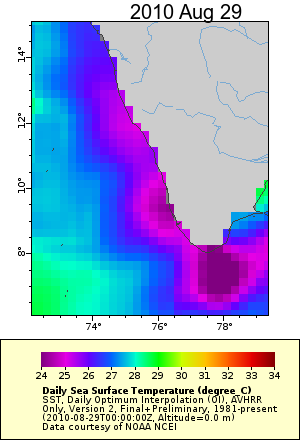 2010 Aug 29
14°
12°
10°
8°
74°
76°
78°
24 25 26 27 28 29 30 31 32 33 34
Daily Sea Surface Temperature (degree_C)
SST, Daily Optimum Interpolation (OI), AVHRR
Only, Version 2, Final+Preliminary, 1981-present
(2010-08-29T00:00:00Z, Altitude=0.0 m)
Data courtesy of NOAA NCEI